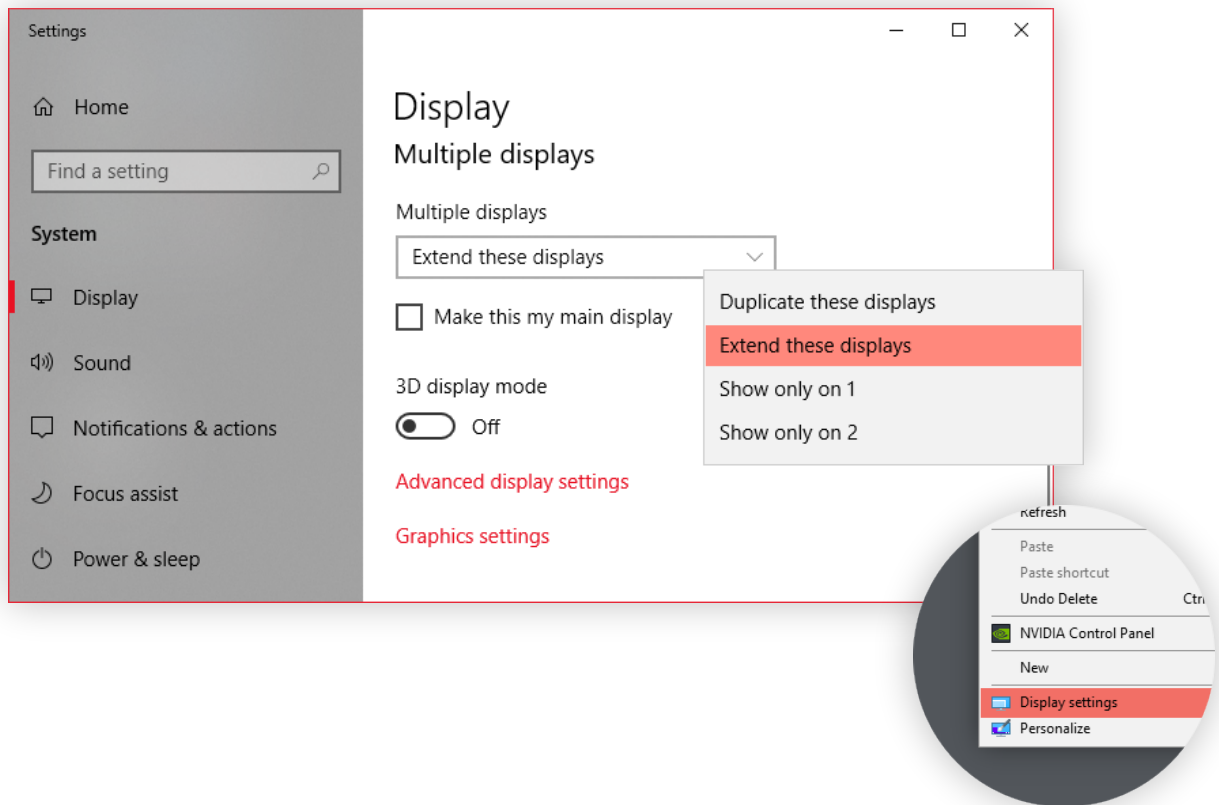 Settings
Home
Find a setting
System
Display
Sound
Notifications & actions
Focus assist
Power & sleep
Display
Multiple displays
Multiple displays
Extend these displays
Make this my main display
3D display mode
Off
Advanced display settings
Graphics settings
Duplicate these displays
Extend these displays
Show only on 1
Show only on 2
Refresh
Paste
Paste shortcut
Undo Delete Ctrl
NVIDIA Control Panel
New
Display settings
Personalize